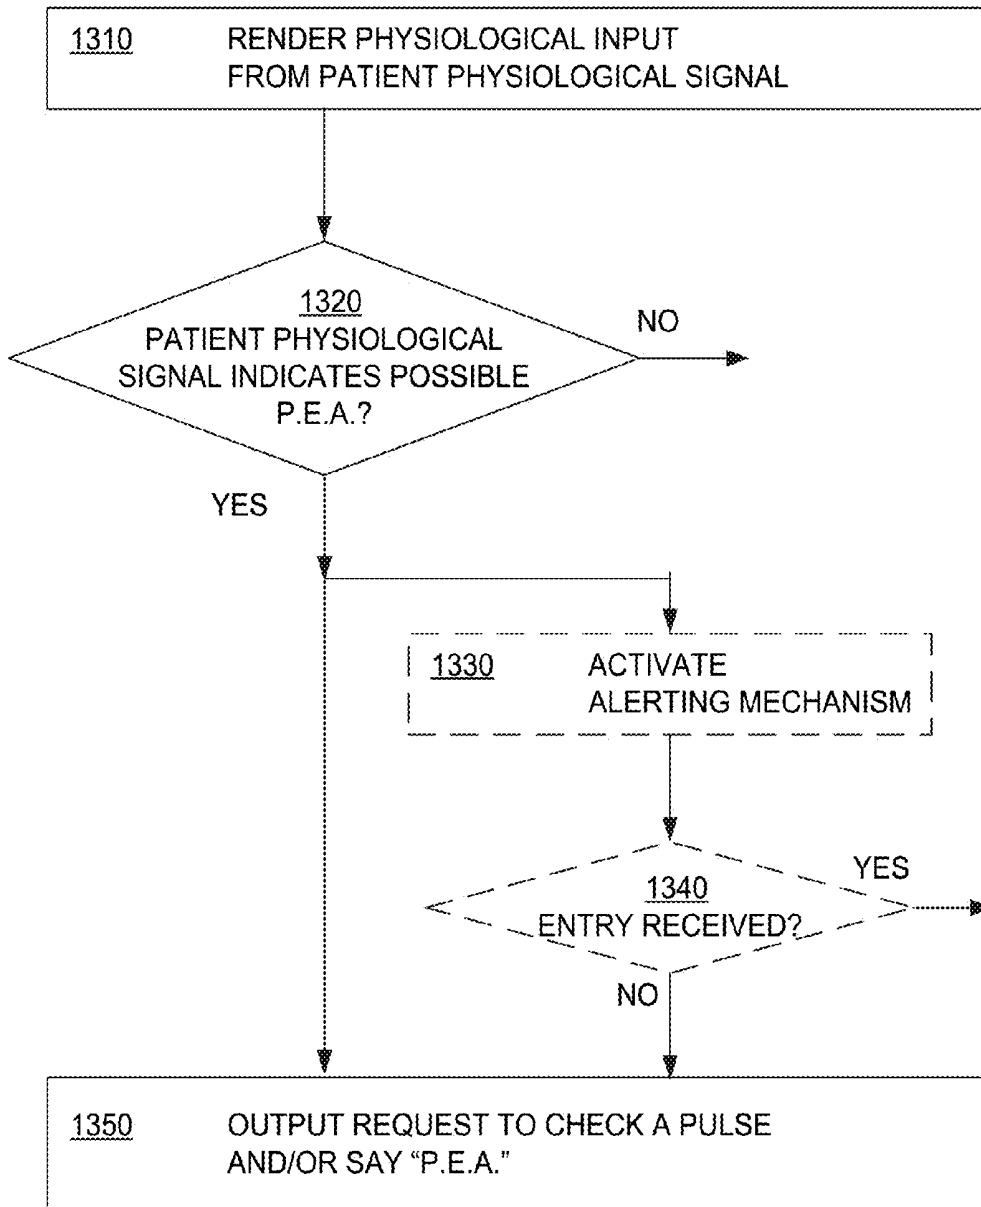 1310 RENDER PHYSIOLOGICAL INPUT
FROM PATIENT PHYSIOLOGICAL SIGNAL
1320
PATIENT PHYSIOLOGICAL
SIGNAL INDICATES POSSIBLE
P.E.A.?
NO
YES
1330 ACTIVATE
ALERTING MECHANISM
1340
ENTRY RECEIVED?
YES
NO
1350 OUTPUT REQUEST TO CHECK A PULSE
AND/OR SAY “P.E.A.”